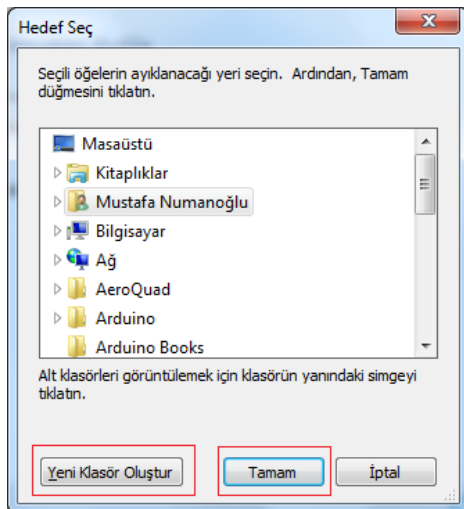 Hedef Seç
Seçili öğelerin ayıklanacağı yeri seçin. Ardından, Tamam
düğmesini tıklatın.
Masaüstü
Kitaplıklar
Mustafa Numanoğlu
Bilgisayar
Ağ
AeroQuad
Arduino
Arduino Books
Alt klasörleri görüntülemek için klasörün yanındaki simgeyi
tıklatın.
Yeni Klasör Oluştur Tamam İptal